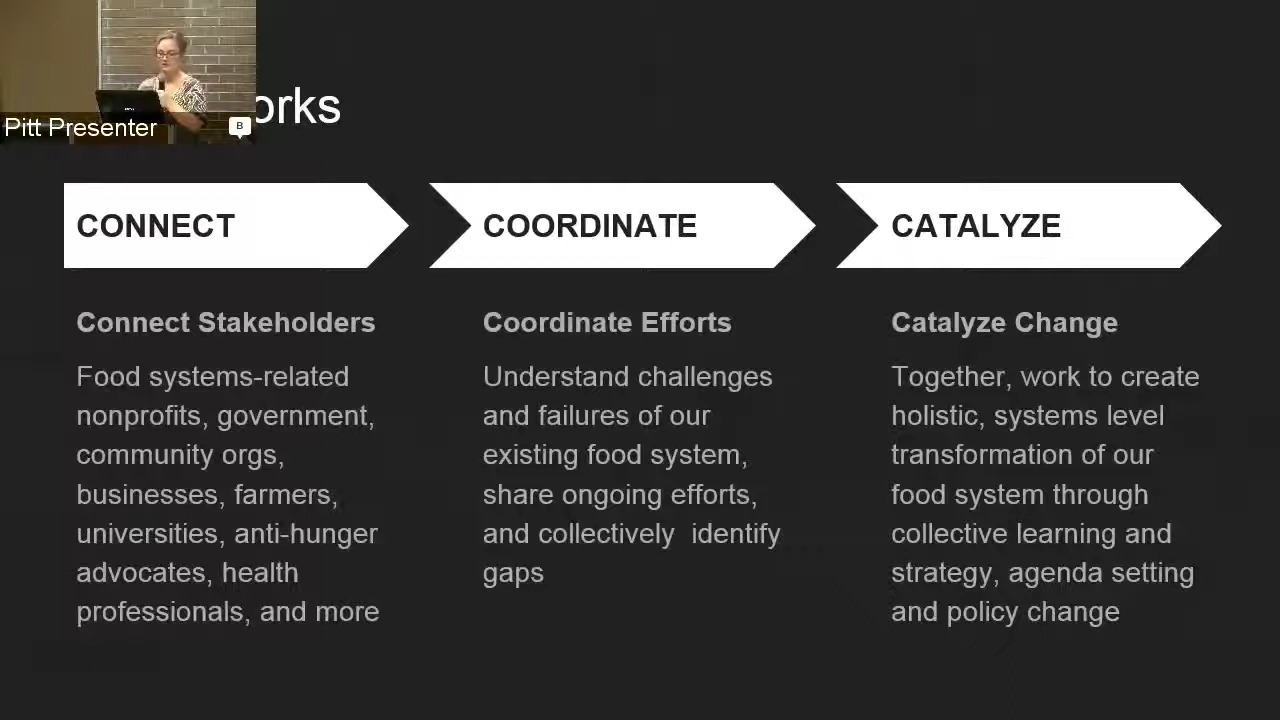 Pitt Presenter
B
orks
CONNECT
COORDINATE
CATALYZE
Connect Stakeholders
Food systems-related
nonprofits, government,
community orgs,
businesses, farmers,
universities, anti-hunger
advocates, health
professionals, and more
Coordinate Efforts
Understand challenges
and failures of our
existing food system,
share ongoing efforts,
and collectively  identify
gaps
Catalyze Change
Together, work to create
holistic, systems level
transformation of our
food system through
collective learning and
strategy, agenda setting
and policy change